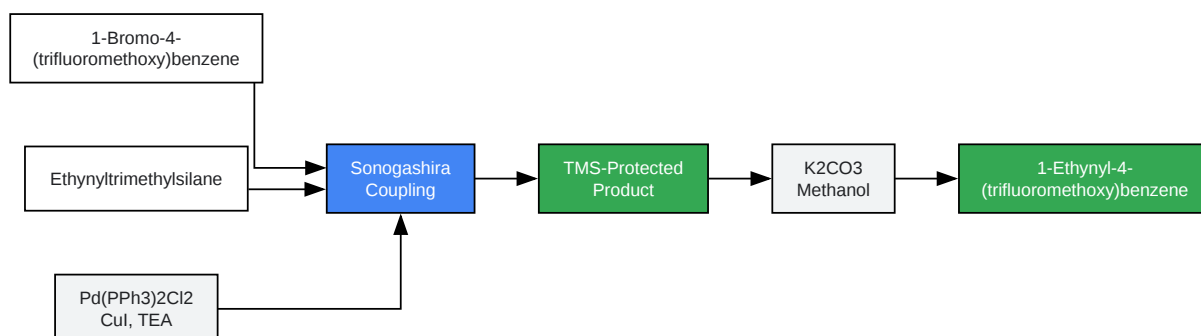 1-Bromo-4-
(trifluoromethoxy)benzene
Ethynyltrimethylsilane
Sonogashira
Coupling
TMS-Protected
Product
K2CO3
Methanol
1-Ethynyl-4-
(trifluoromethoxy)benzene
Pd(PPh3)2Cl2
CuI, TEA